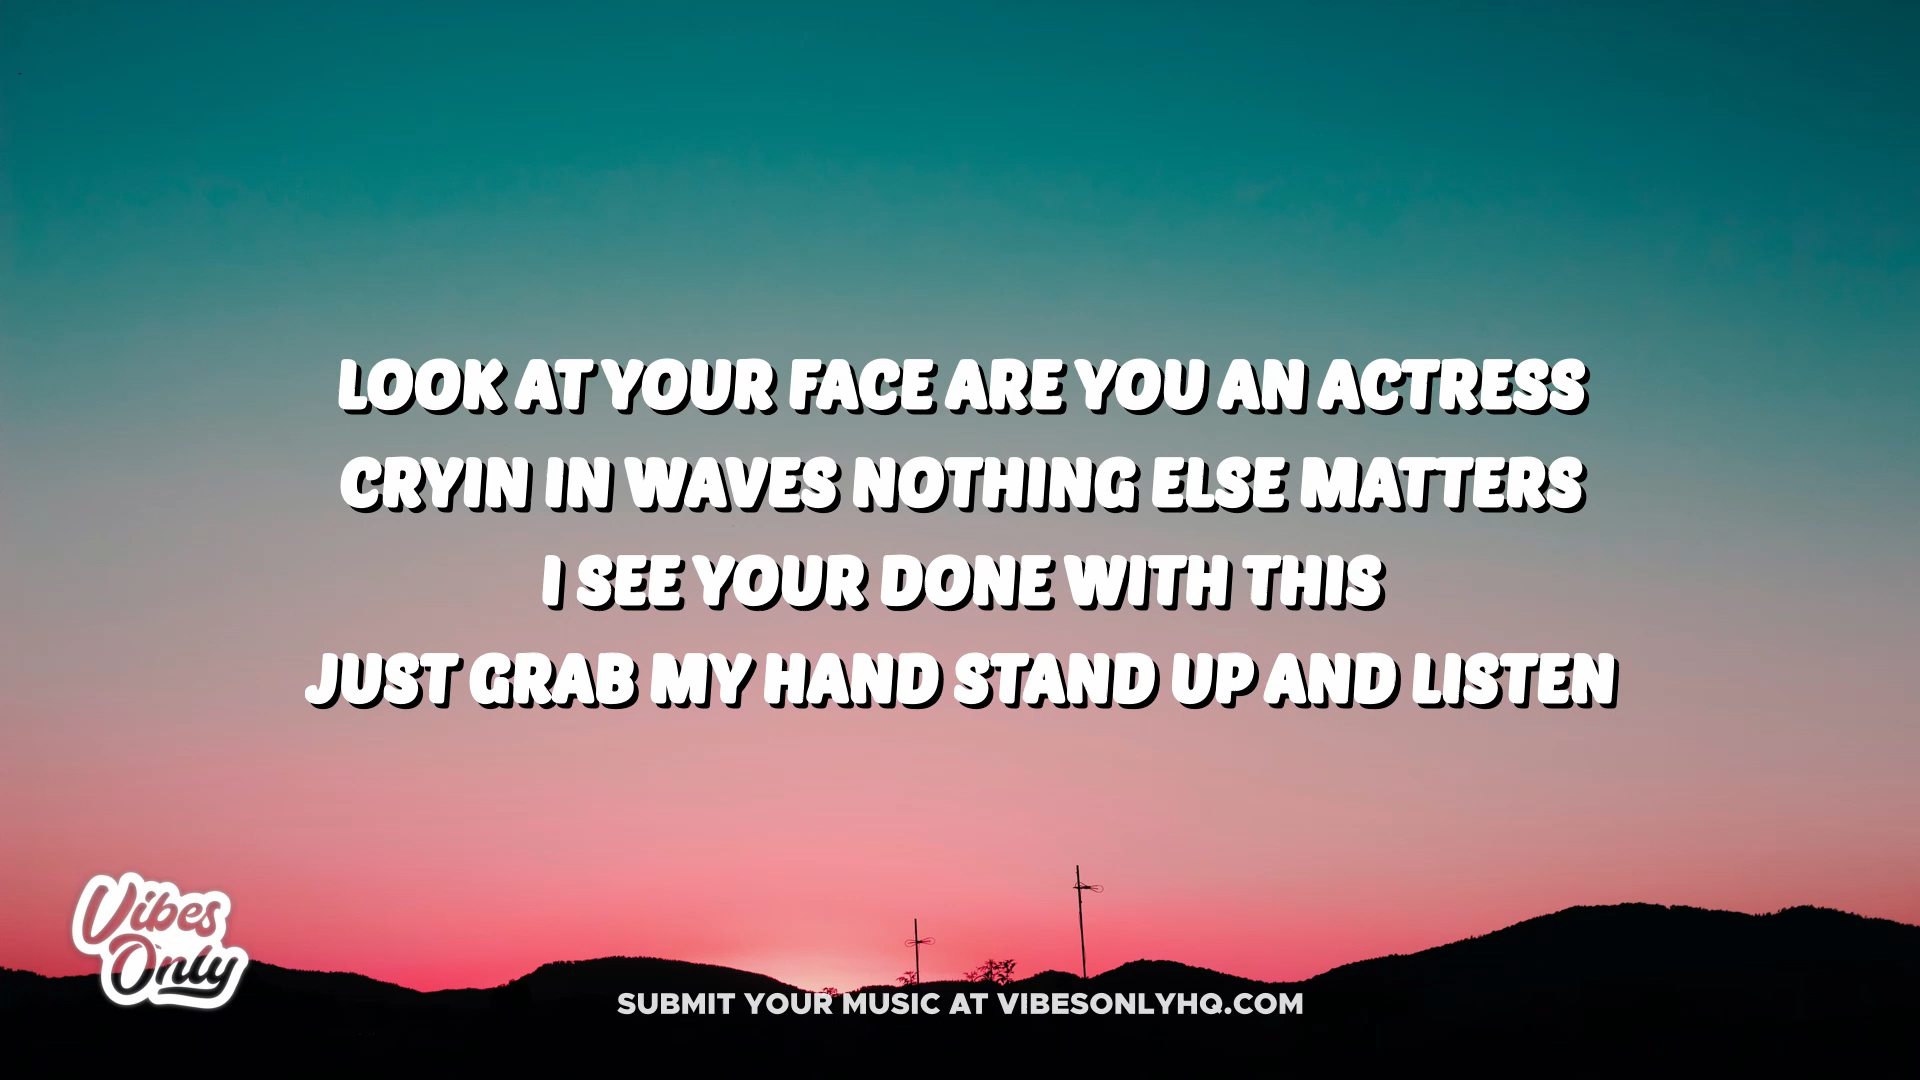 LOOK AT YOUR FACE ARE YOU AN ACTRESS
CRYIN IN WAVES NOTHING ELSE MATTERS
I SEE YOUR DONE WITH THIS
JUST GRAB MY HAND STAND UP AND LISTEN
Vibes
Only
SUBMIT YOUR MUSIC AT VIBESONLYHQ.COM